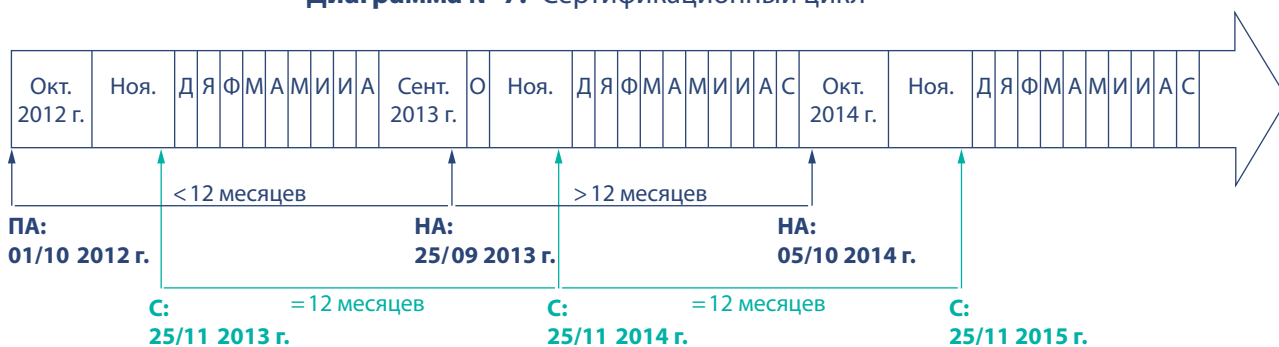 Диаграмма № 7. Сертификационный цикл
Окт. Ноя. Д Я Ф М А М И И А Сент. О Ноя. Д Я Ф М А М И И А С Окт. Ноя. Д Я Ф М А М И И А С
2012 г. 2013 г. 2014 г.
< 12 месяцев > 12 месяцев
ПА: НА: НА:
01/10 2012 г. 25/09 2013 г. 05/10 2014 г.
= 12 месяцев = 12 месяцев
С: С: С:
25/11 2013 г. 25/11 2014 г. 25/11 2015 г.